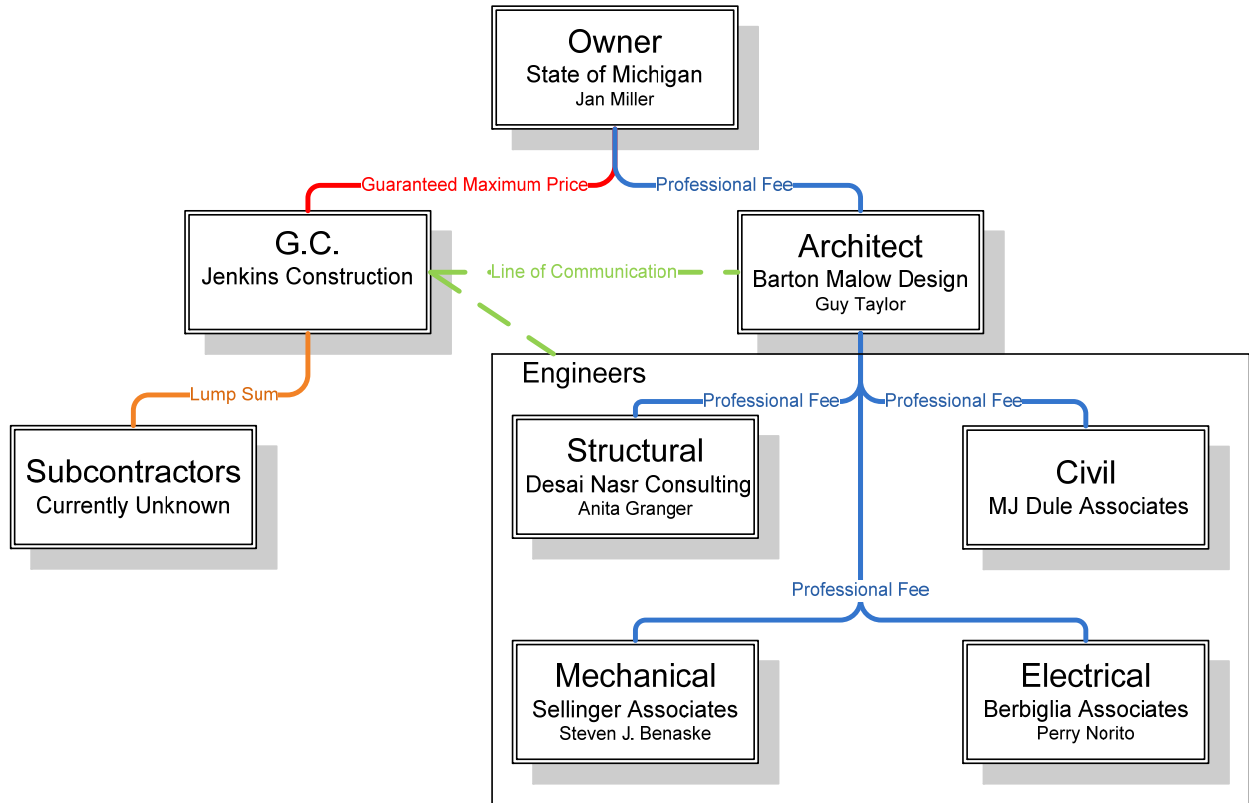 Owner
State of Michigan
Jan Miller
Guaranteed Maximum Price
Professional Fee
G.C.
Jenkins Construction
Line of Communication
Architect
Barton Malow Design
Guy Taylor
Lump Sum
Subcontractors
Currently Unknown
Engineers
Professional Fee
Professional Fee
Structural
Desai Nasr Consulting
Anita Granger
Civil
MJ Dule Associates
Professional Fee
Mechanical
Sellinger Associates
Steven J. Benaske
Electrical
Berbiglia Associates
Perry Norito